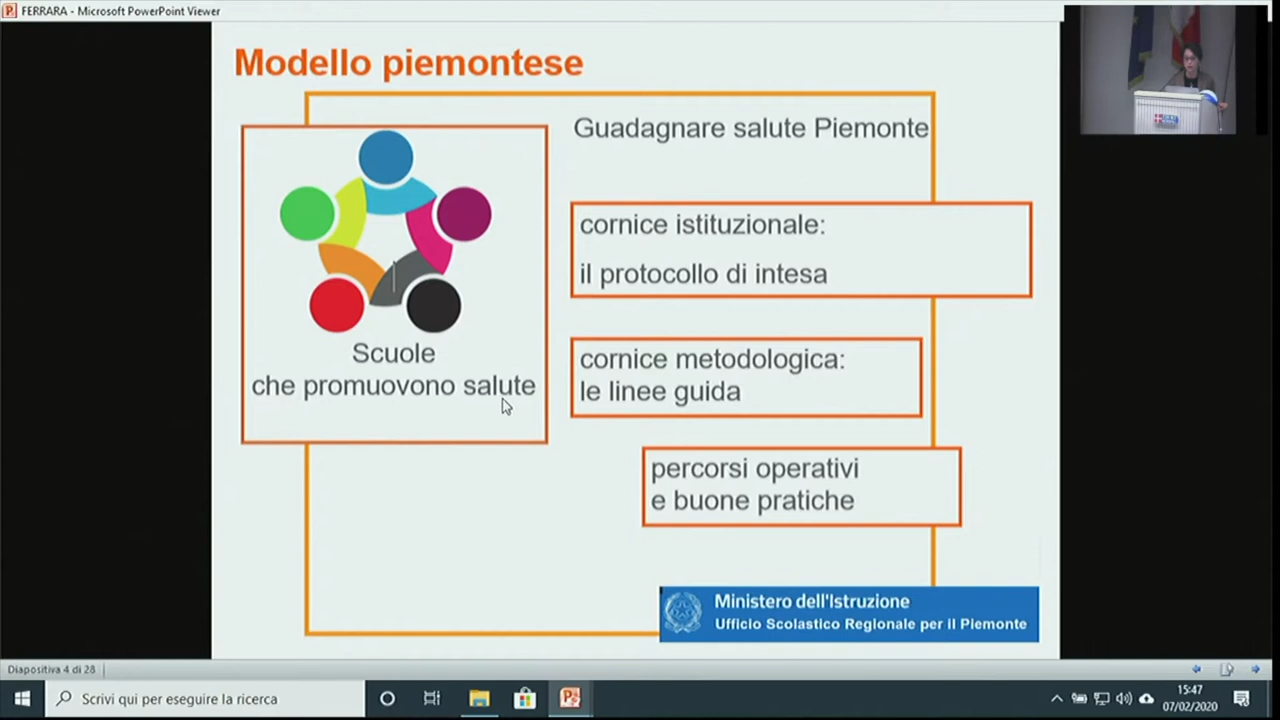 FERRARA - Microsoft PowerPoint Viewer
Modello piemontese
Guadagnare salute Piemonte
cornice istituzionale:
il protocollo di intesa
Scuole
che promuovono salute
cornice metodologica:
le linee guida
percorsi operativi
e buone pratiche
Ministero dell'Istruzione
Ufficio Scolastico Regionale per il Piemonte
Diapositiva 4 di 28
Scrivi qui per eseguire la ricerca
15:47
07/02/2020